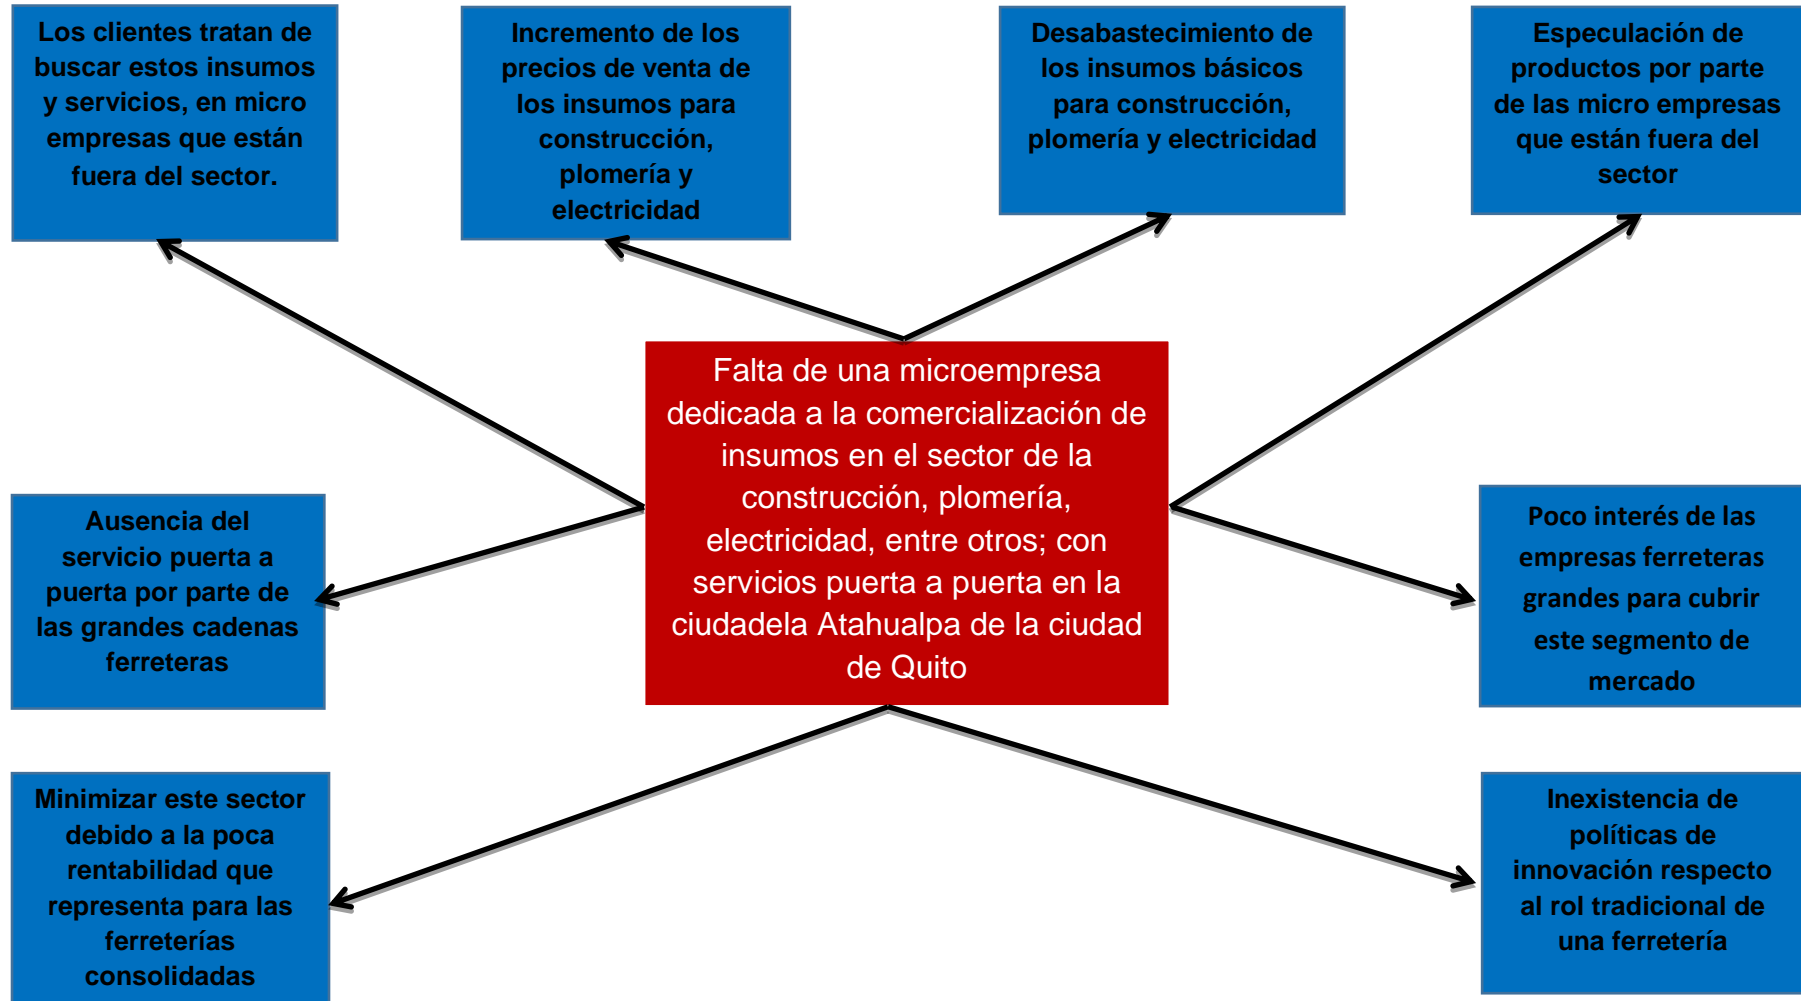 Los clientes tratan de
buscar estos insumos
y servicios, en micro
empresas que están
fuera del sector.
Incremento de los
precios de venta de
los insumos para
construcción,
plomería y
electricidad
Desabastecimiento de
los insumos básicos
para construcción,
plomería y electricidad
Especulación de
productos por parte
de las micro empresas
que están fuera del
sector
Falta de una microempresa
dedicada a la comercialización de
insumos en el sector de la
construcción, plomería,
electricidad, entre otros; con
servicios puerta a puerta en la
ciudadela Atahualpa de la ciudad
de Quito
Ausencia del
servicio puerta a
puerta por parte de
las grandes cadenas
ferreteras
Poco interés de las
empresas ferreteras
grandes para cubrir
este segmento de
mercado
Minimizar este sector
debido a la poca
rentabilidad que
representa para las
ferreterías
consolidadas
Inexistencia de
políticas de
innovación respecto
al rol tradicional de
una ferretería